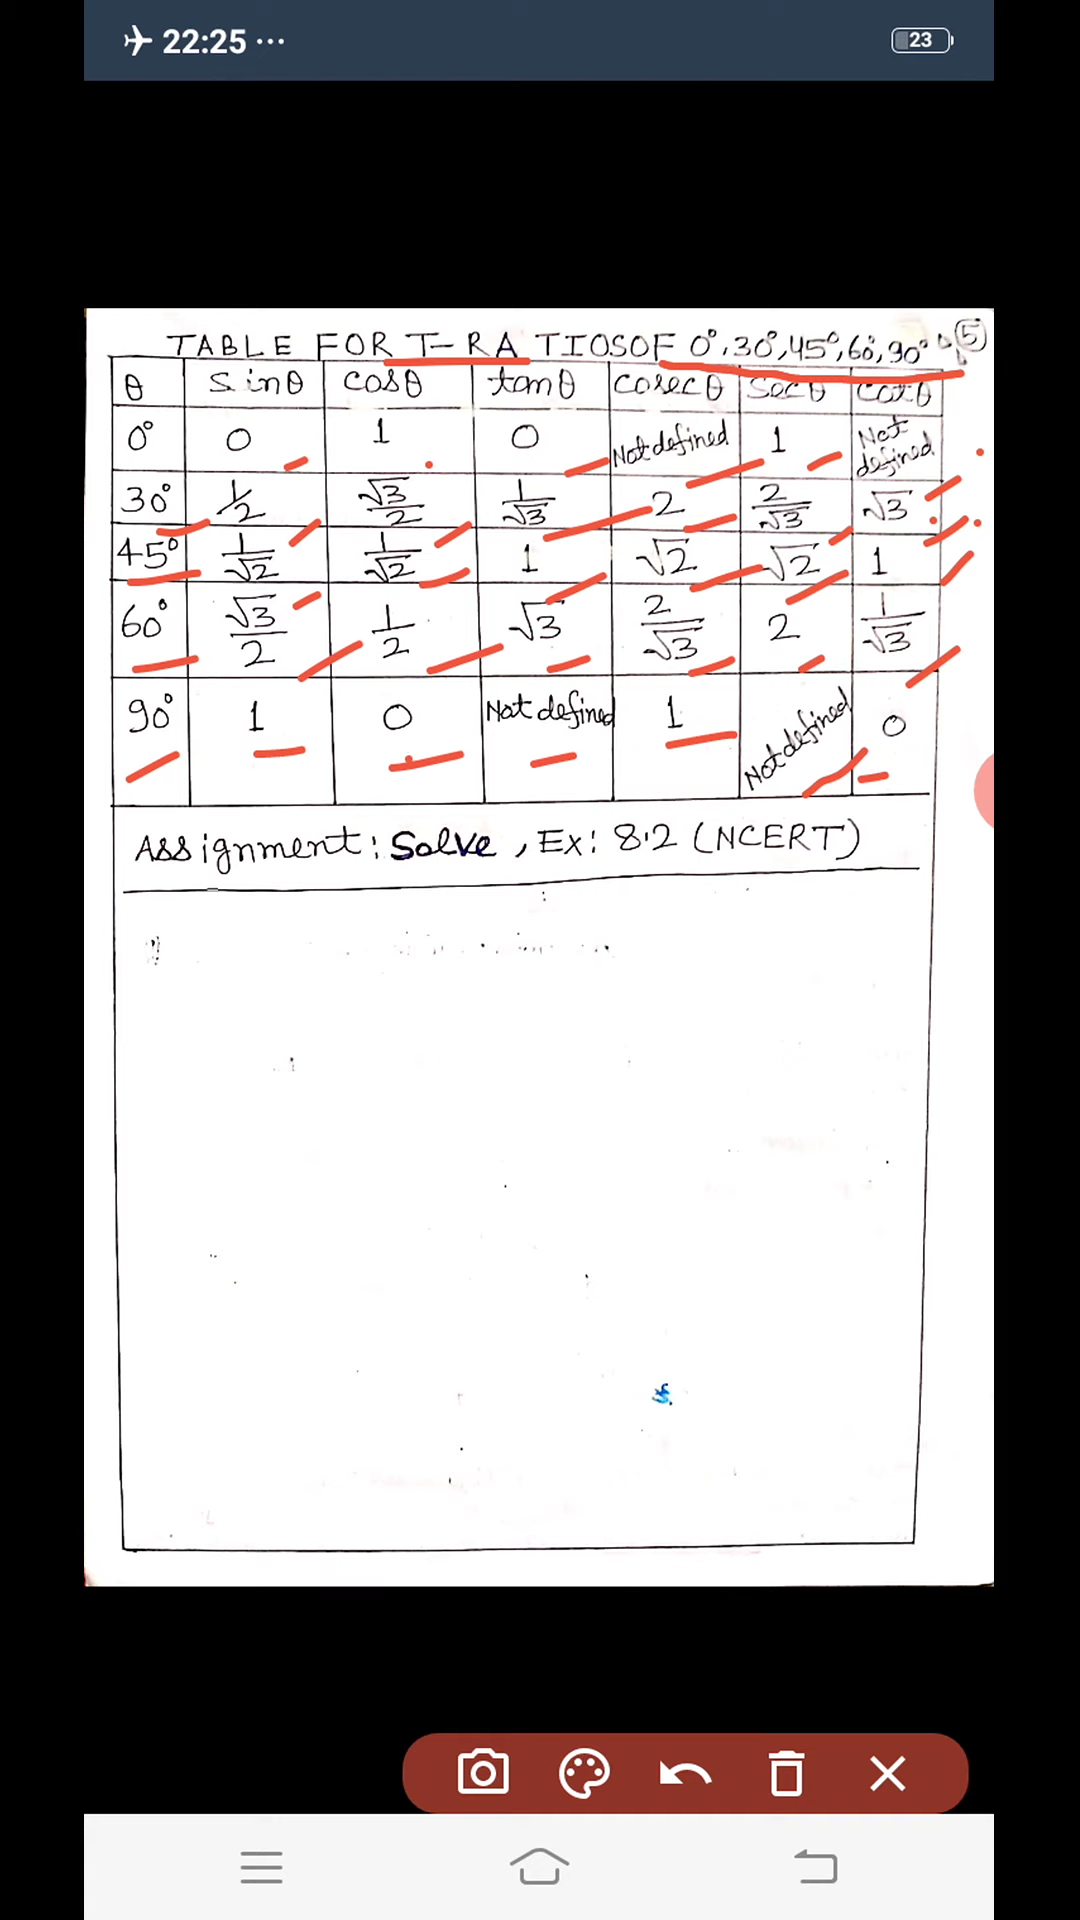 22:25 ...
23
TABLE FOR T-RATIOS OF 0°,30°,45°,60°,90° 5
θ sinθ cosθ tanθ cosecθ secθ cotθ
0° 0 1 0 Not defined 1 Not defined
30° 1/2 √3/2 1/√3 2 2/√3 √3
45° 1/√2 1/√2 1 √2 √2 1
60° √3/2 1/2 √3 2/√3 2 1/√3
90° 1 0 Not defined 1 Not defined 0
Assignment: Solve, Ex: 8.2 (NCERT)